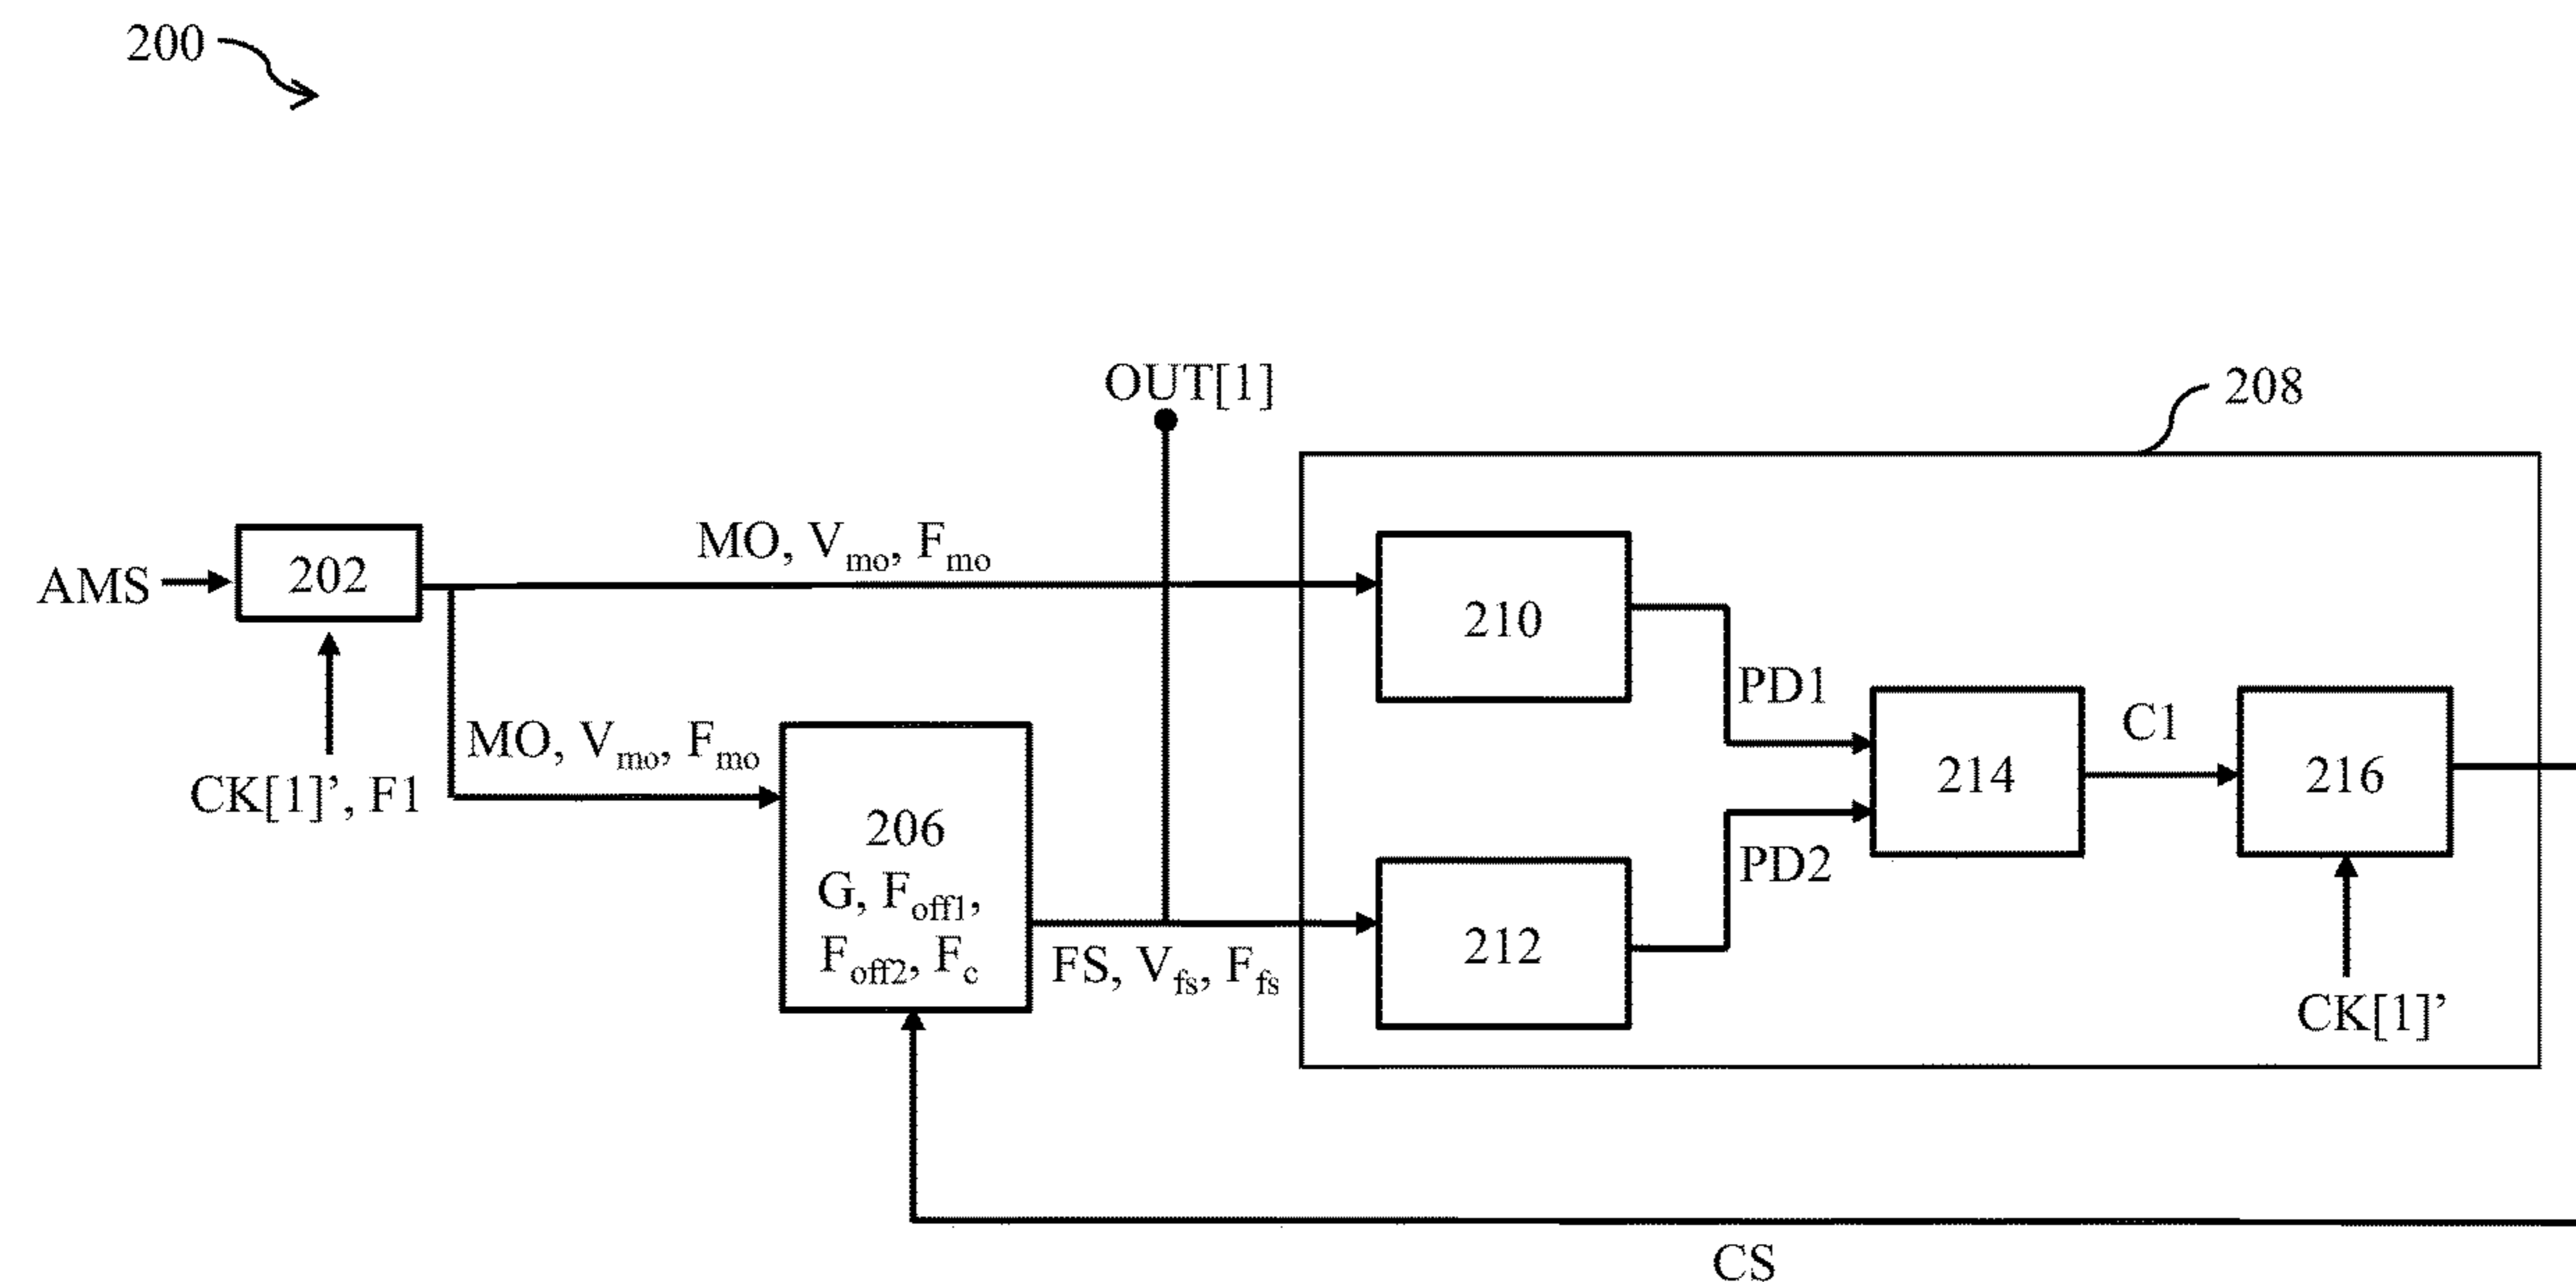 200
OUT[1]
208
MO, Vmo, Fmo
AMS
202
210
PD1
MO, Vmo, Fmo
C1
CK[1]’, F1
214
216
206
G, Foff1,
Foff2, Fc
PD2
212
FS, Vfs, Ffs
CK[1]’
CS